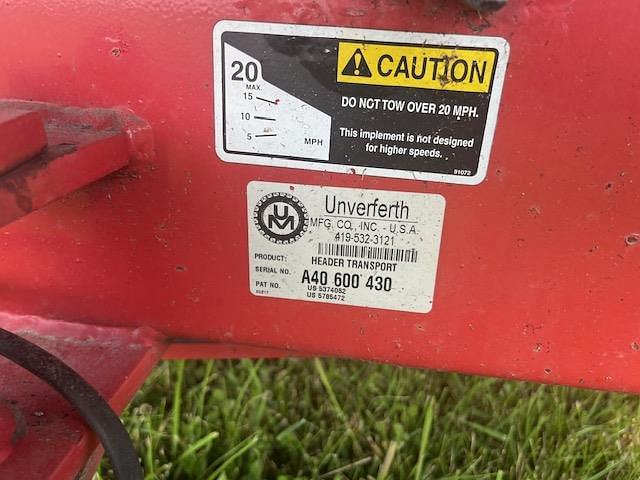 20
MAX.
15
10
5
MPH
CAUTION
DO NOT TOW OVER 20 MPH.
This implement is not designed
for higher speeds.
91072
UM
Unverferth
MFG. CO., INC. - U.S.A.
419-532-3121
PRODUCT: HEADER TRANSPORT
SERIAL NO. A40 600 430
PAT NO. US 5374082
US 5785472